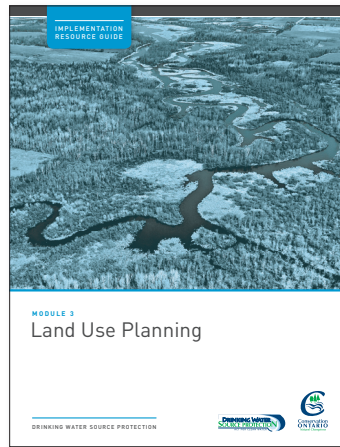 IMPLEMENTATION
RESOURCE GUIDE
MODULE 3
Land Use Planning
DRINKING WATER SOURCE PROTECTION
DRINKING WATER
SOURCE PROTECTION
Conservation
ONTARIO